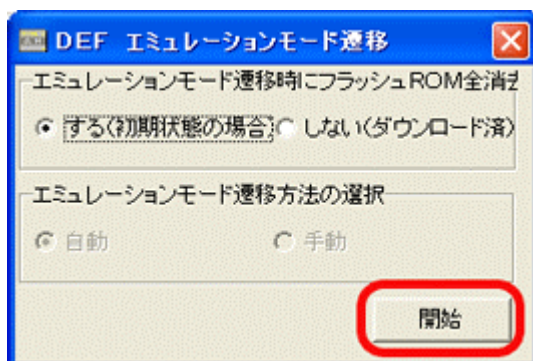 DEF エミュレーションモード遷移
エミュレーションモード遷移時にフラッシュROM全消
する(初期状態の場合) しない(ダウンロード済)
エミュレーションモード遷移方法の選択
自動 手動
開始